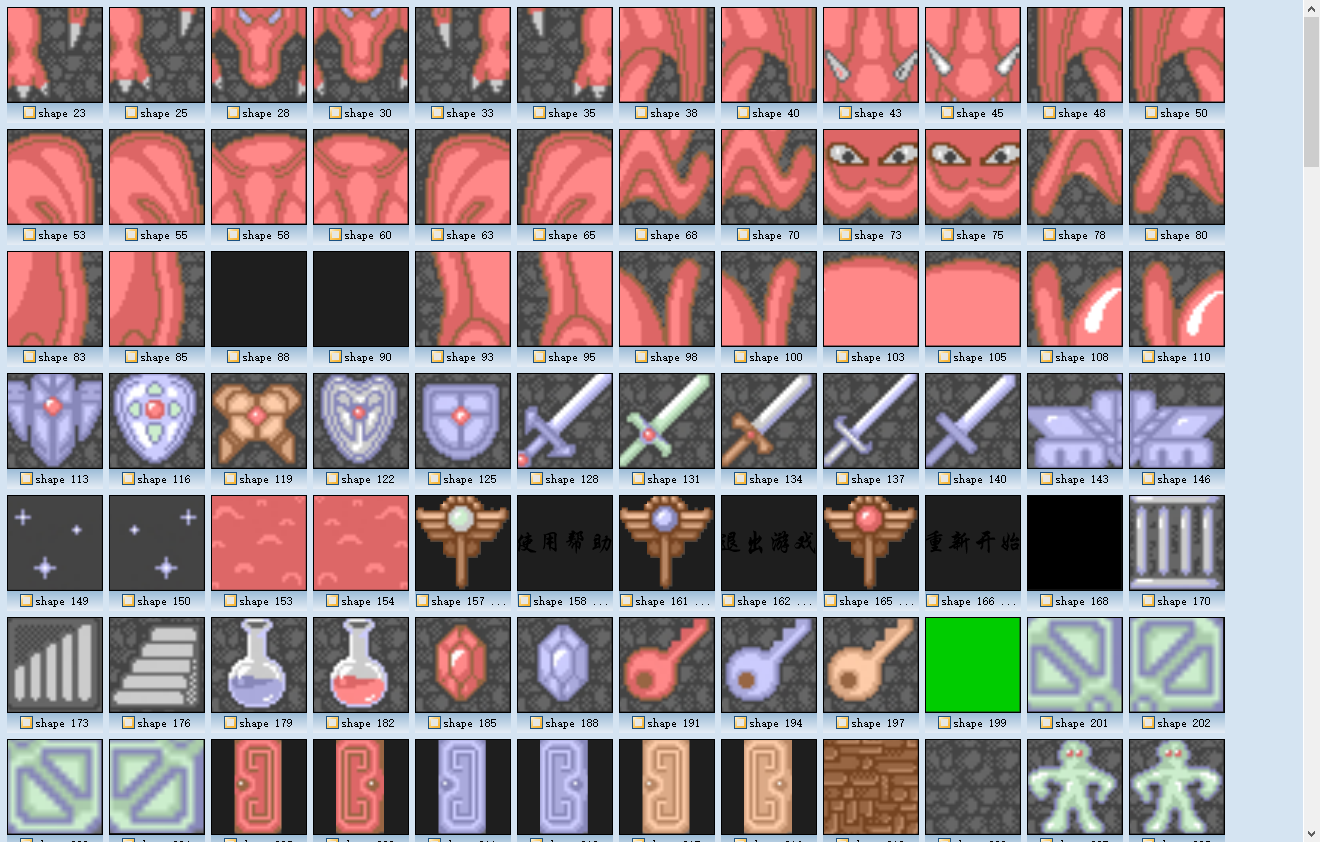 shape 23 shape 25 shape 28 shape 30 shape 33 shape 35 shape 38 shape 40 shape 43 shape 45 shape 48 shape 50
shape 53 shape 55 shape 58 shape 60 shape 63 shape 65 shape 68 shape 70 shape 73 shape 75 shape 78 shape 80
shape 83 shape 85 shape 88 shape 90 shape 93 shape 95 shape 98 shape 100 shape 103 shape 105 shape 108 shape 110
shape 113 shape 116 shape 119 shape 122 shape 125 shape 128 shape 131 shape 134 shape 137 shape 140 shape 143 shape 146
使用帮助 退出游戏 重新开始
shape 149 shape 150 shape 153 shape 154 shape 157 ... shape 158 ... shape 161 ... shape 162 ... shape 165 ... shape 166 ... shape 168 shape 170
shape 173 shape 176 shape 179 shape 182 shape 185 shape 188 shape 191 shape 194 shape 197 shape 199 shape 201 shape 202